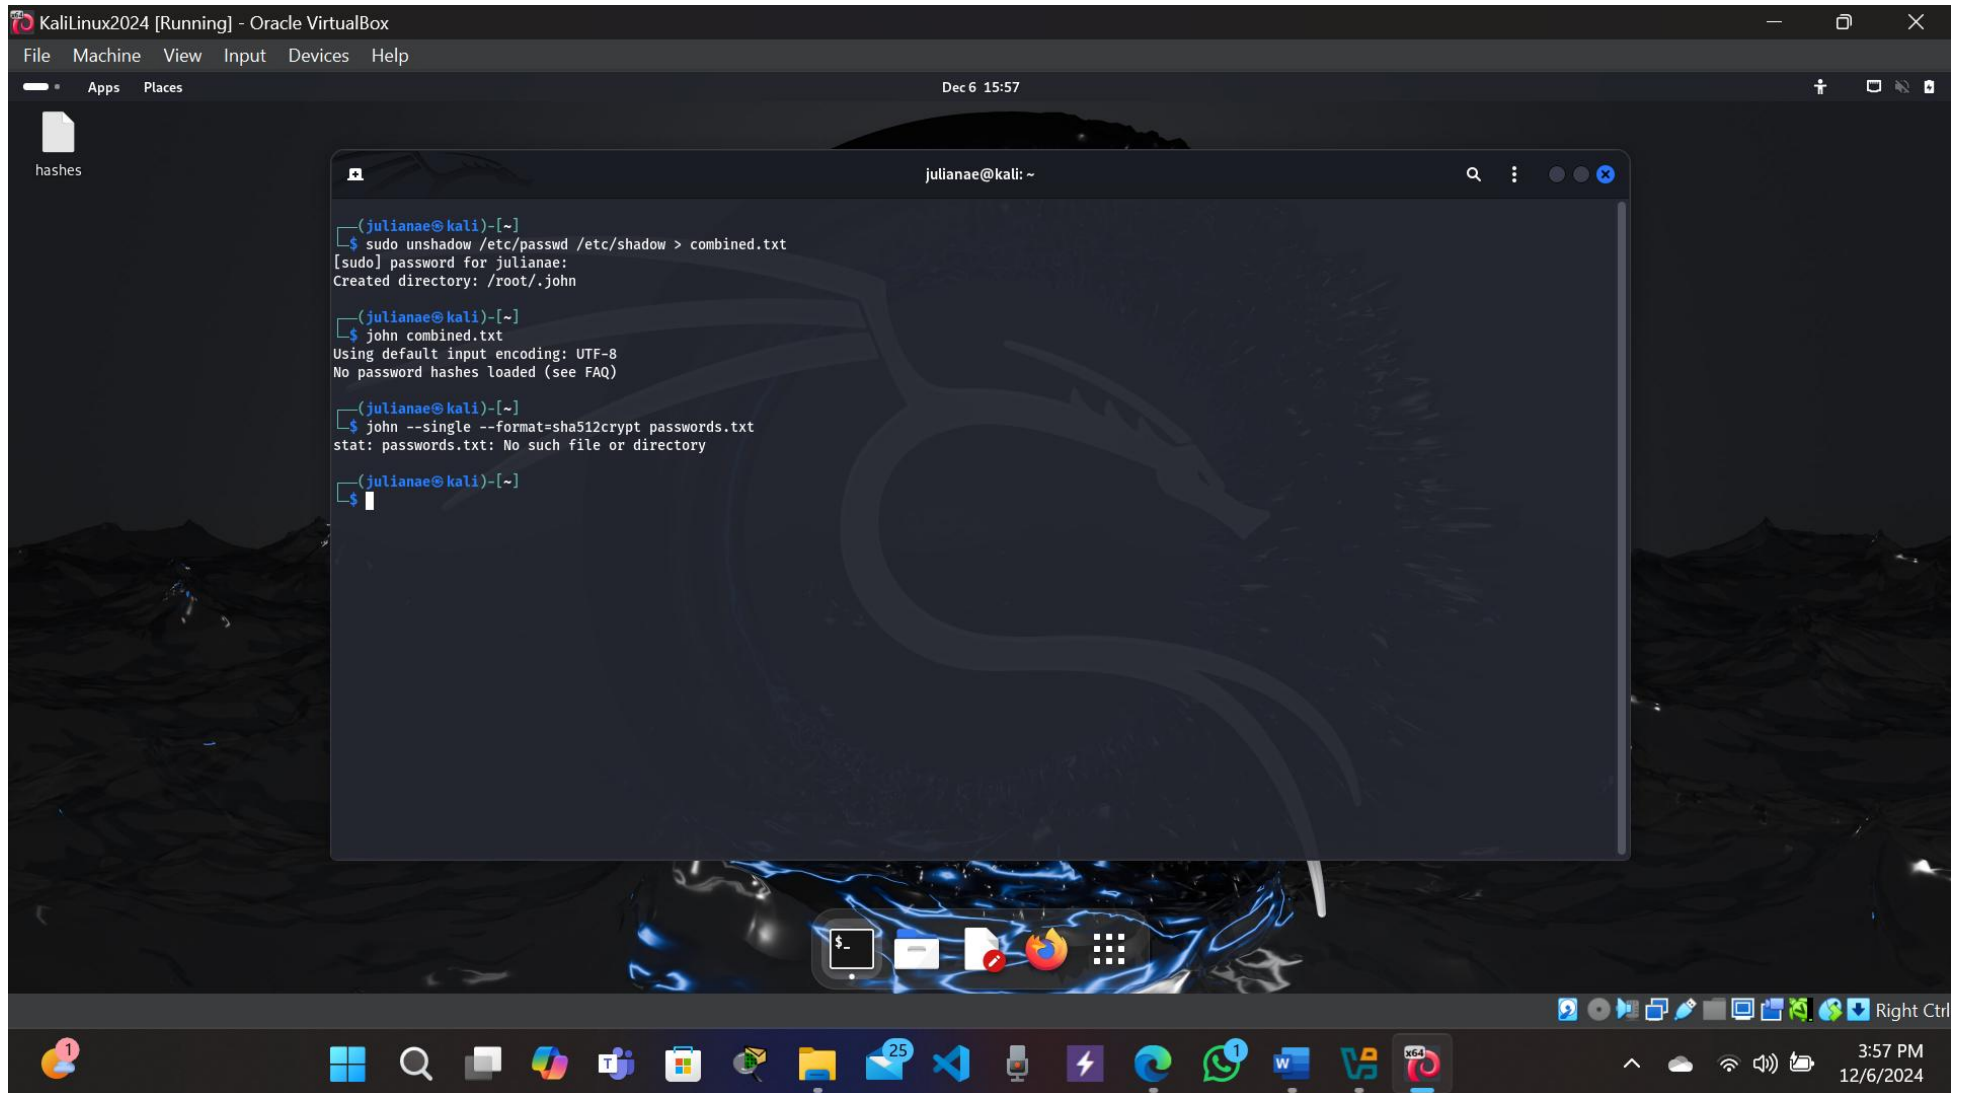 KaliLinux2024 [Running] - Oracle VirtualBox
File Machine View Input Devices Help
Apps Places Dec 6 15:57
hashes
julianae@kali: ~
┌──(julianae㉿kali)-[~]
└─$ sudo unshadow /etc/passwd /etc/shadow > combined.txt
[sudo] password for julianae:
Created directory: /root/.john
┌──(julianae㉿kali)-[~]
└─$ john combined.txt
Using default input encoding: UTF-8
No password hashes loaded (see FAQ)
┌──(julianae㉿kali)-[~]
└─$ john --single --format=sha512crypt passwords.txt
stat: passwords.txt: No such file or directory
┌──(julianae㉿kali)-[~]
└─$
$_
Right Ctrl
1
25
1
W
x64
3:57 PM
12/6/2024